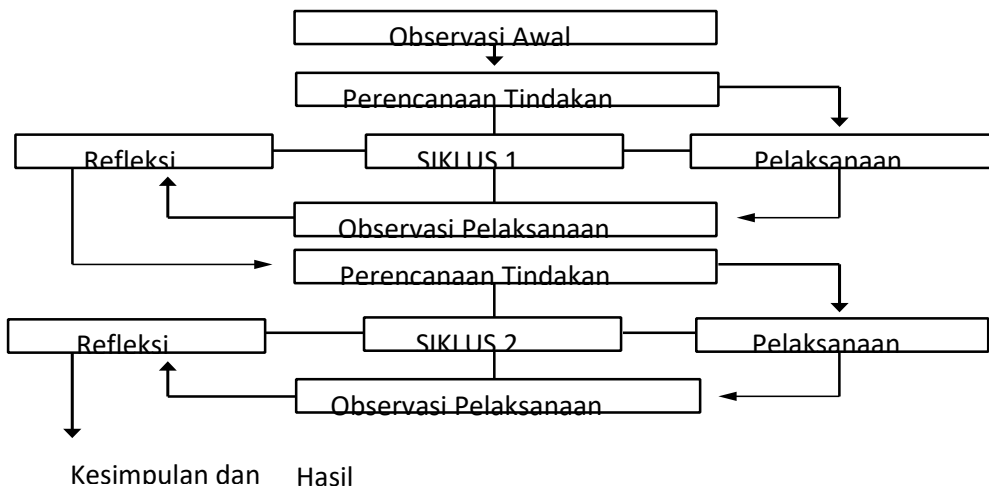 Observasi Awal
Perencanaan Tindakan
Refleksi SIKLUS 1 Pelaksanaan
Observasi Pelaksanaan
Perencanaan Tindakan
Refleksi SIKLUS 2 Pelaksanaan
Observasi Pelaksanaan
Kesimpulan dan Hasil